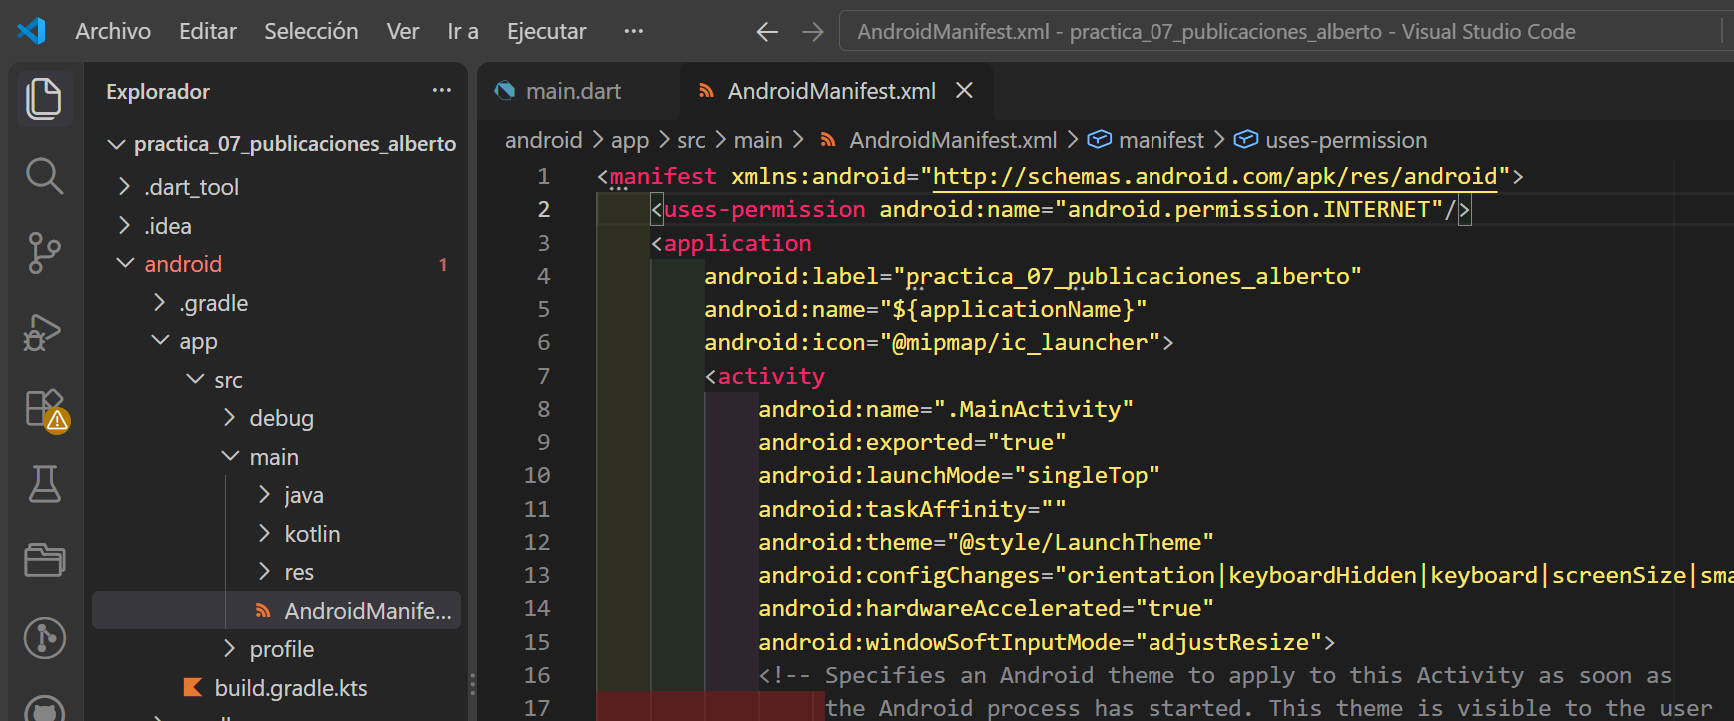 Archivo Editar Selección Ver Ir a Ejecutar ··· AndroidManifest.xml - practica_07_publicaciones_alberto - Visual Studio Code
Explorador ···
practica_07_publicaciones_alberto
.dart_tool
.idea
android 1
.gradle
app
src
debug
main
java
kotlin
res
AndroidManife...
profile
build.gradle.kts
main.dart AndroidManifest.xml
android > app > src > main > AndroidManifest.xml > manifest > uses-permission
1 <manifest xmlns:android="http://schemas.android.com/apk/res/android">
2 <uses-permission android:name="android.permission.INTERNET"/>
3 <application
4 android:label="practica_07_publicaciones_alberto"
5 android:name="${applicationName}"
6 android:icon="@mipmap/ic_launcher">
7 <activity
8 android:name=".MainActivity"
9 android:exported="true"
10 android:launchMode="singleTop"
11 android:taskAffinity=""
12 android:theme="@style/LaunchTheme"
13 android:configChanges="orientation|keyboardHidden|keyboard|screenSize|sma
14 android:hardwareAccelerated="true"
15 android:windowSoftInputMode="adjustResize">
16 <!-- Specifies an Android theme to apply to this Activity as soon as
17 the Android process has started. This theme is visible to the user